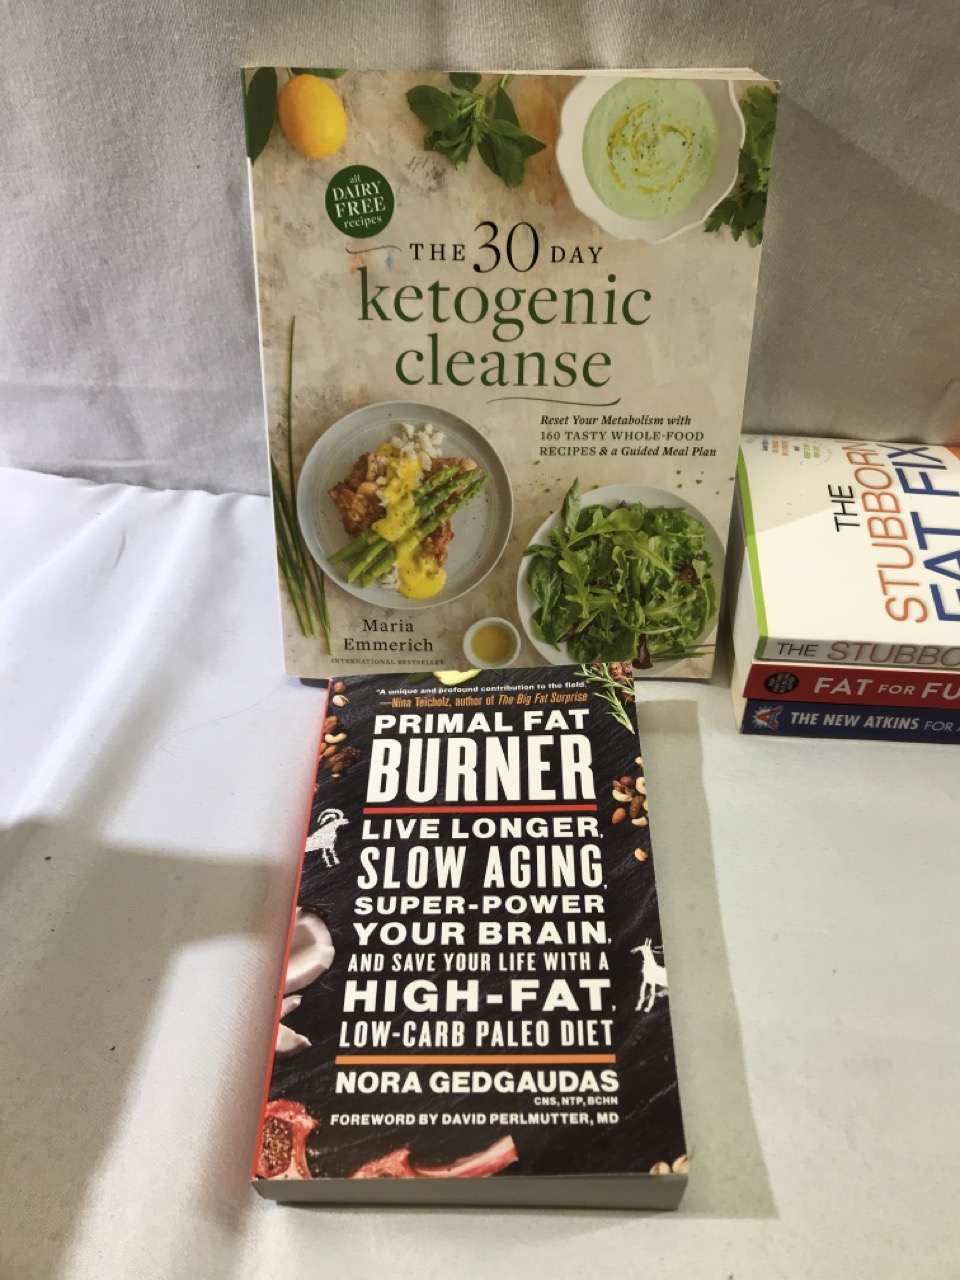 all
DAIRY
FREE
recipes
THE 30 DAY
ketogenic
cleanse
Reset Your Metabolism with
160 TASTY WHOLE-FOOD
RECIPES & a Guided Meal Plan
Maria
Emmerich
INTERNATIONAL BESTSELLER
"A unique and profound contribution to the field."
—Nina Teicholz, author of The Big Fat Surprise
PRIMAL FAT
BURNER
LIVE LONGER,
SLOW AGING,
SUPER-POWER
YOUR BRAIN,
AND SAVE YOUR LIFE WITH A
HIGH-FAT,
LOW-CARB PALEO DIET
NORA GEDGAUDAS
CNS, NTP, BCHN
FOREWORD BY DAVID PERLMUTTER, MD
THE
STUBBORN
FAT FIX
THE STUBBO
FAT FOR FU
THE NEW ATKINS FOR